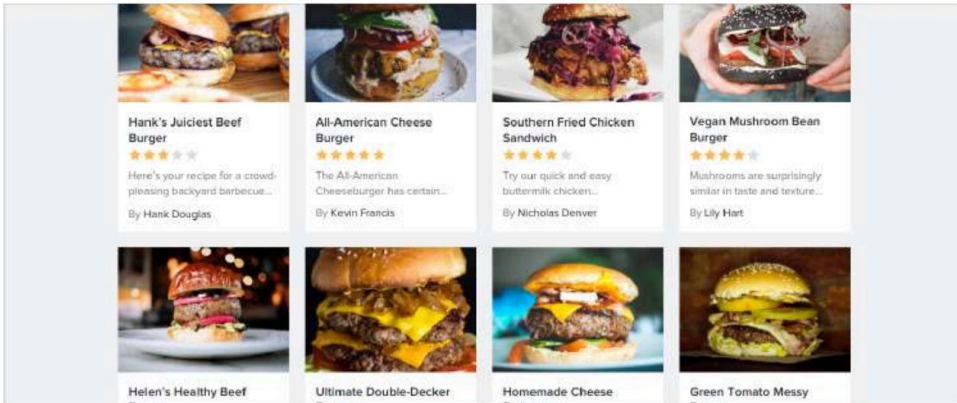 Hank's Juiciest Beef
Burger
Here's your recipe for a crowd-
pleasing backyard barbecue...
By Hank Douglas
All-American Cheese
Burger
The All-American
Cheeseburger has certain...
By Kevin Francis
Southern Fried Chicken
Sandwich
Try our quick and easy
buttermilk chicken...
By Nicholas Denver
Vegan Mushroom Bean
Burger
Mushrooms are surprisingly
similar in taste and texture...
By Lily Hart
Helen's Healthy Beef
Ultimate Double-Decker
Homemade Cheese
Green Tomato Messy